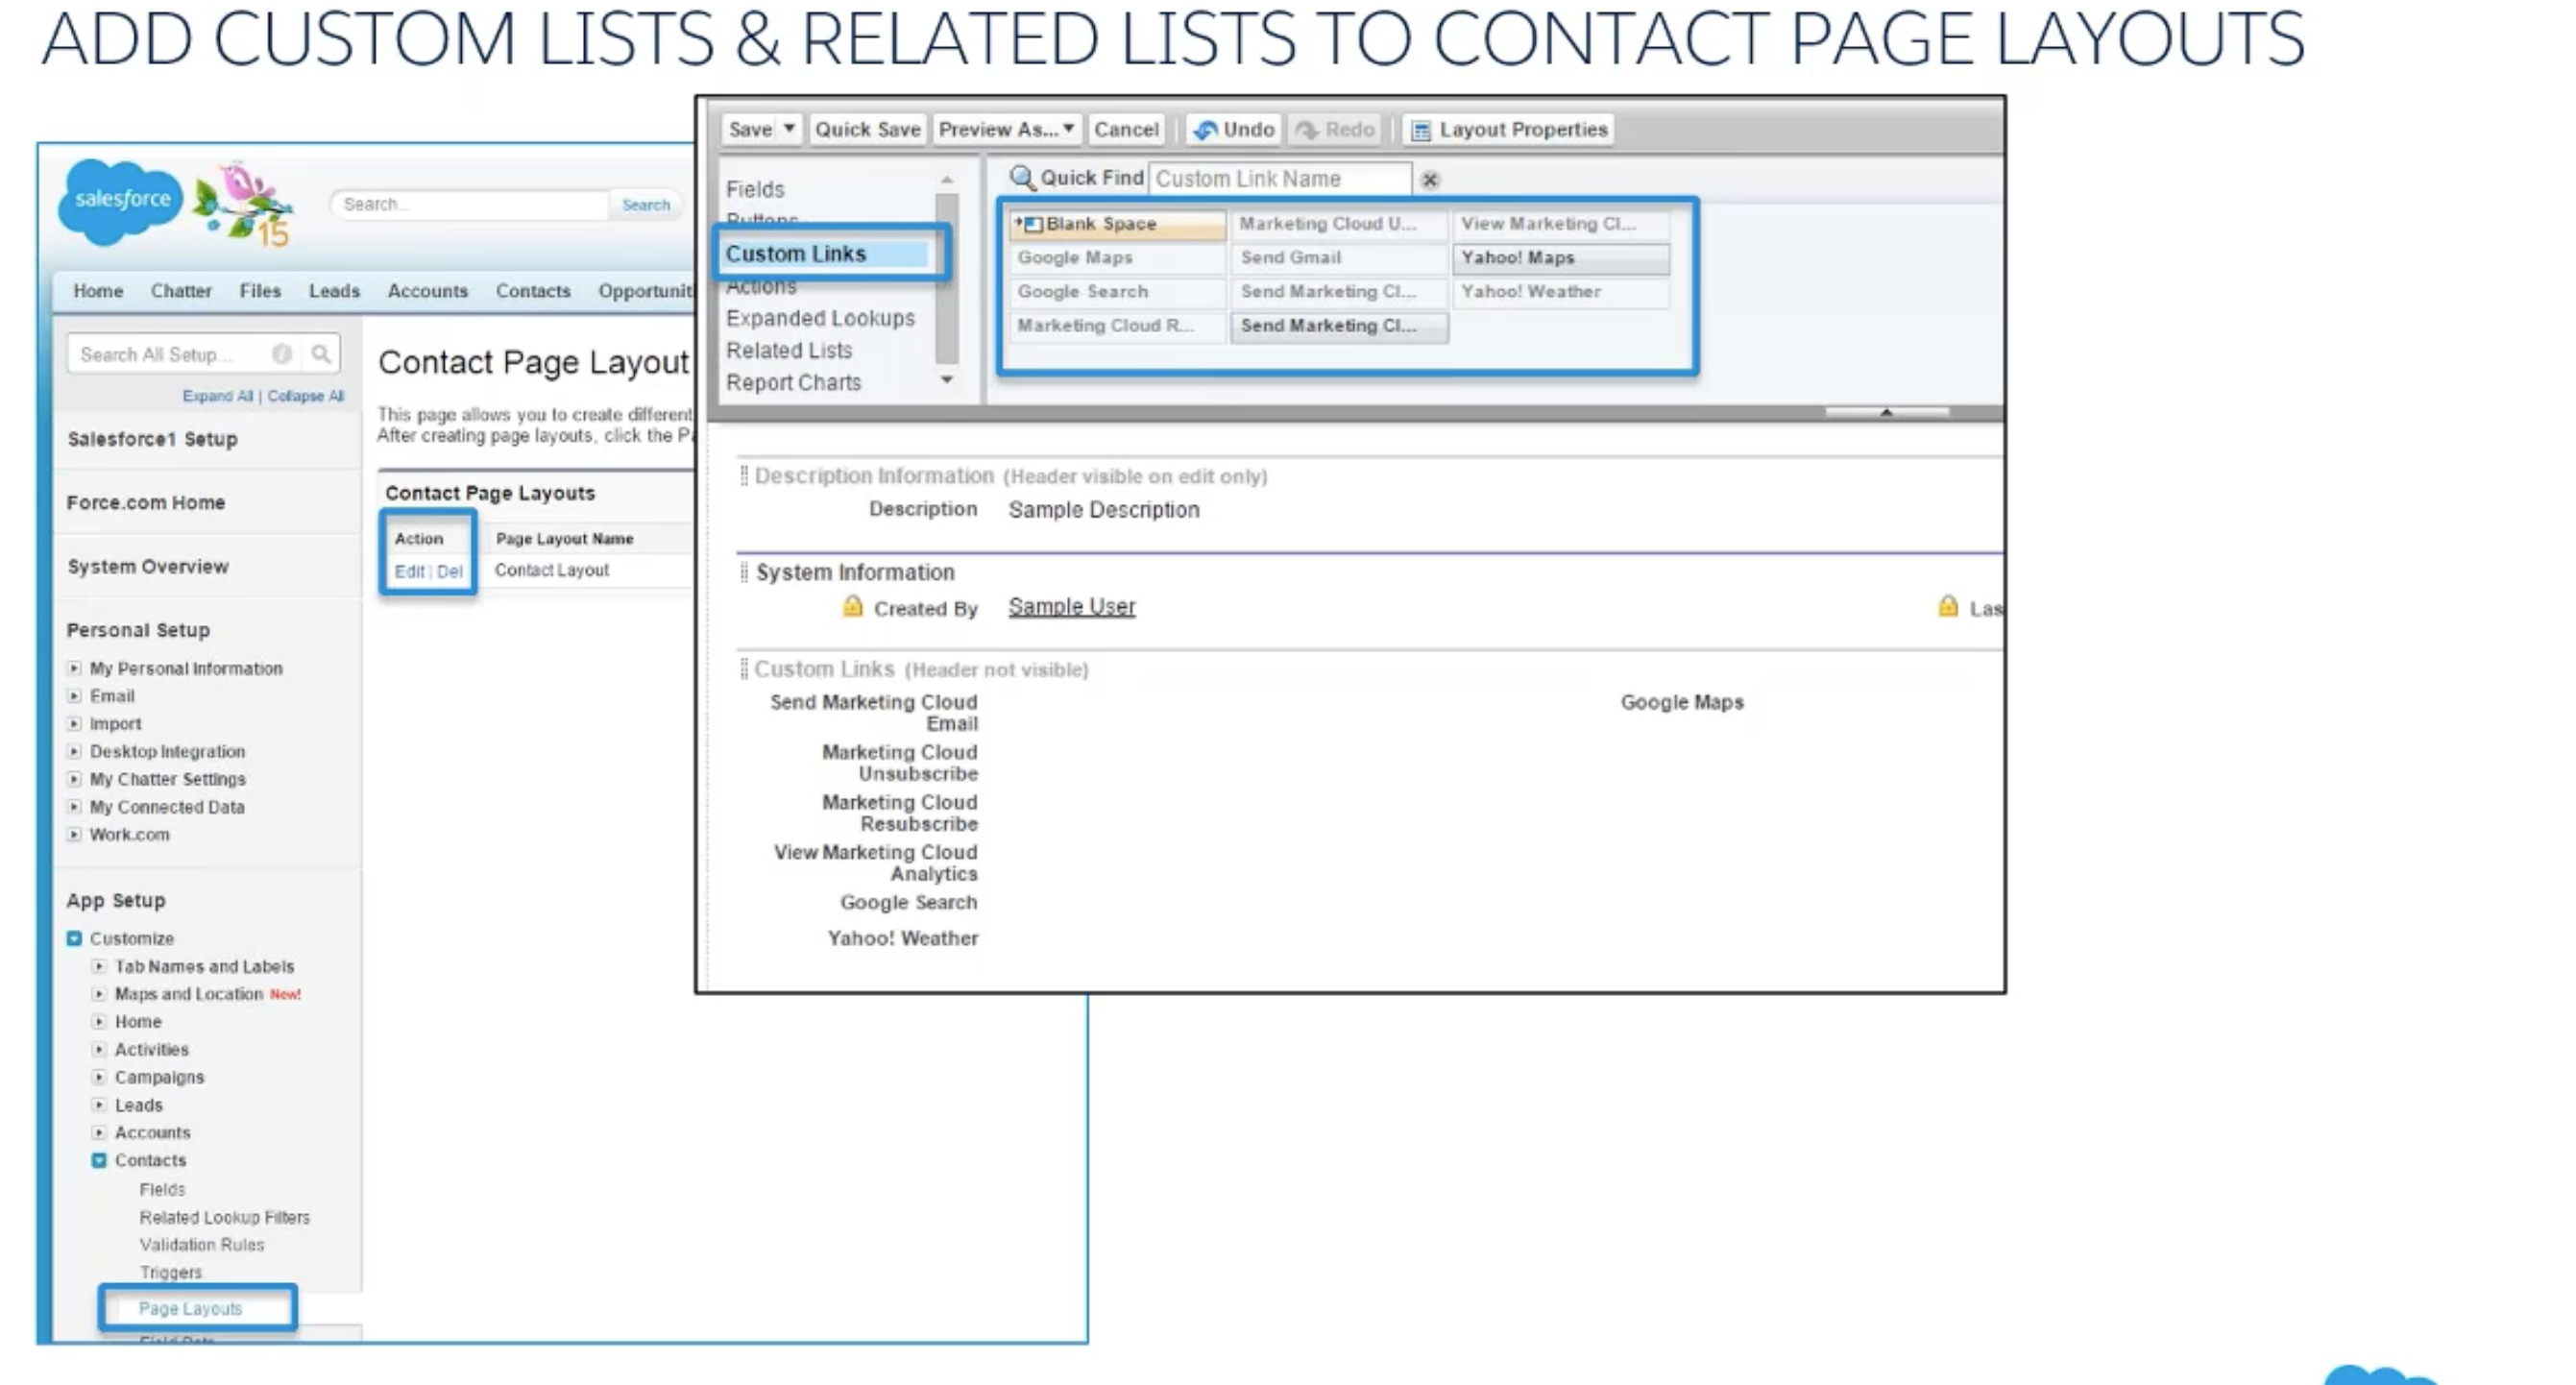 ADD CUSTOM LISTS & RELATED LISTS TO CONTACT PAGE LAYOUTS
salesforce
15
Search...
Search
Home Chatter Files Leads Accounts Contacts Opportunit
Search All Setup...
Expand All | Collapse All
Salesforce1 Setup
Force.com Home
System Overview
Personal Setup
My Personal Information
Email
Import
Desktop Integration
My Chatter Settings
My Connected Data
Work.com
App Setup
Customize
Tab Names and Labels
Maps and Location New!
Home
Activities
Campaigns
Leads
Accounts
Contacts
Fields
Related Lookup Filters
Validation Rules
Triggers
Page Layouts
Contact Page Layout
This page allows you to create different
After creating page layouts, click the Pa
Contact Page Layouts
Action Page Layout Name
Edit | Del Contact Layout
Save Quick Save Preview As... Cancel Undo Redo Layout Properties
Fields
Buttons
Custom Links
Actions
Expanded Lookups
Related Lists
Report Charts
Quick Find Custom Link Name
Blank Space Marketing Cloud U... View Marketing Cl...
Google Maps Send Gmail Yahoo! Maps
Google Search Send Marketing Cl... Yahoo! Weather
Marketing Cloud R... Send Marketing Cl...
Description Information (Header visible on edit only)
Description Sample Description
System Information
Created By Sample User Las
Custom Links (Header not visible)
Send Marketing Cloud Google Maps
Email
Marketing Cloud
Unsubscribe
Marketing Cloud
Resubscribe
View Marketing Cloud
Analytics
Google Search
Yahoo! Weather